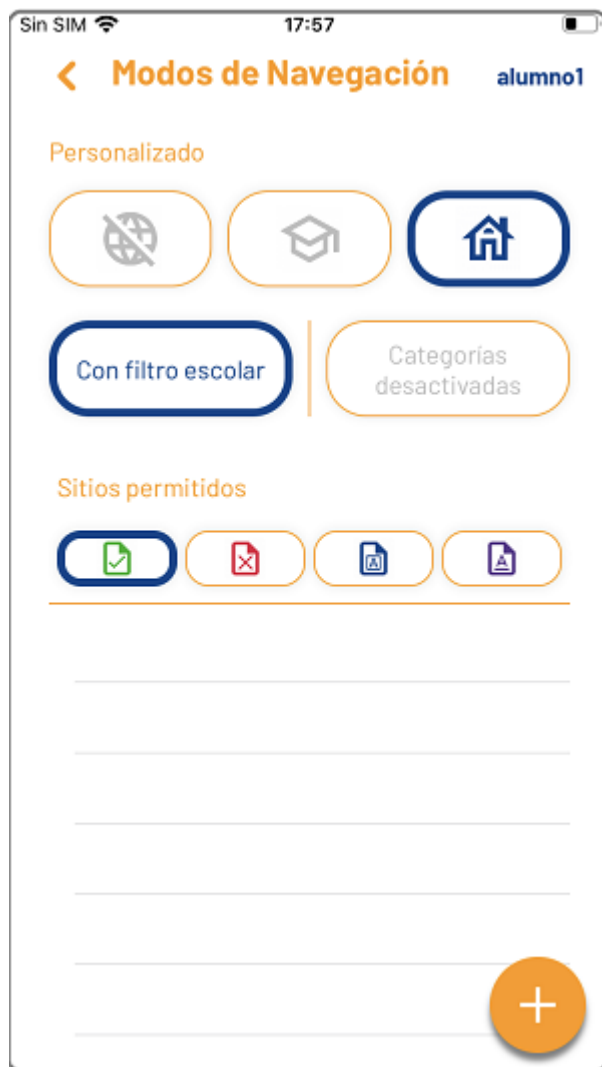 Sin SIM 17:57
Modos de Navegación alumno1
Personalizado
Con filtro escolar
Categorías
desactivadas
Sitios permitidos
A A